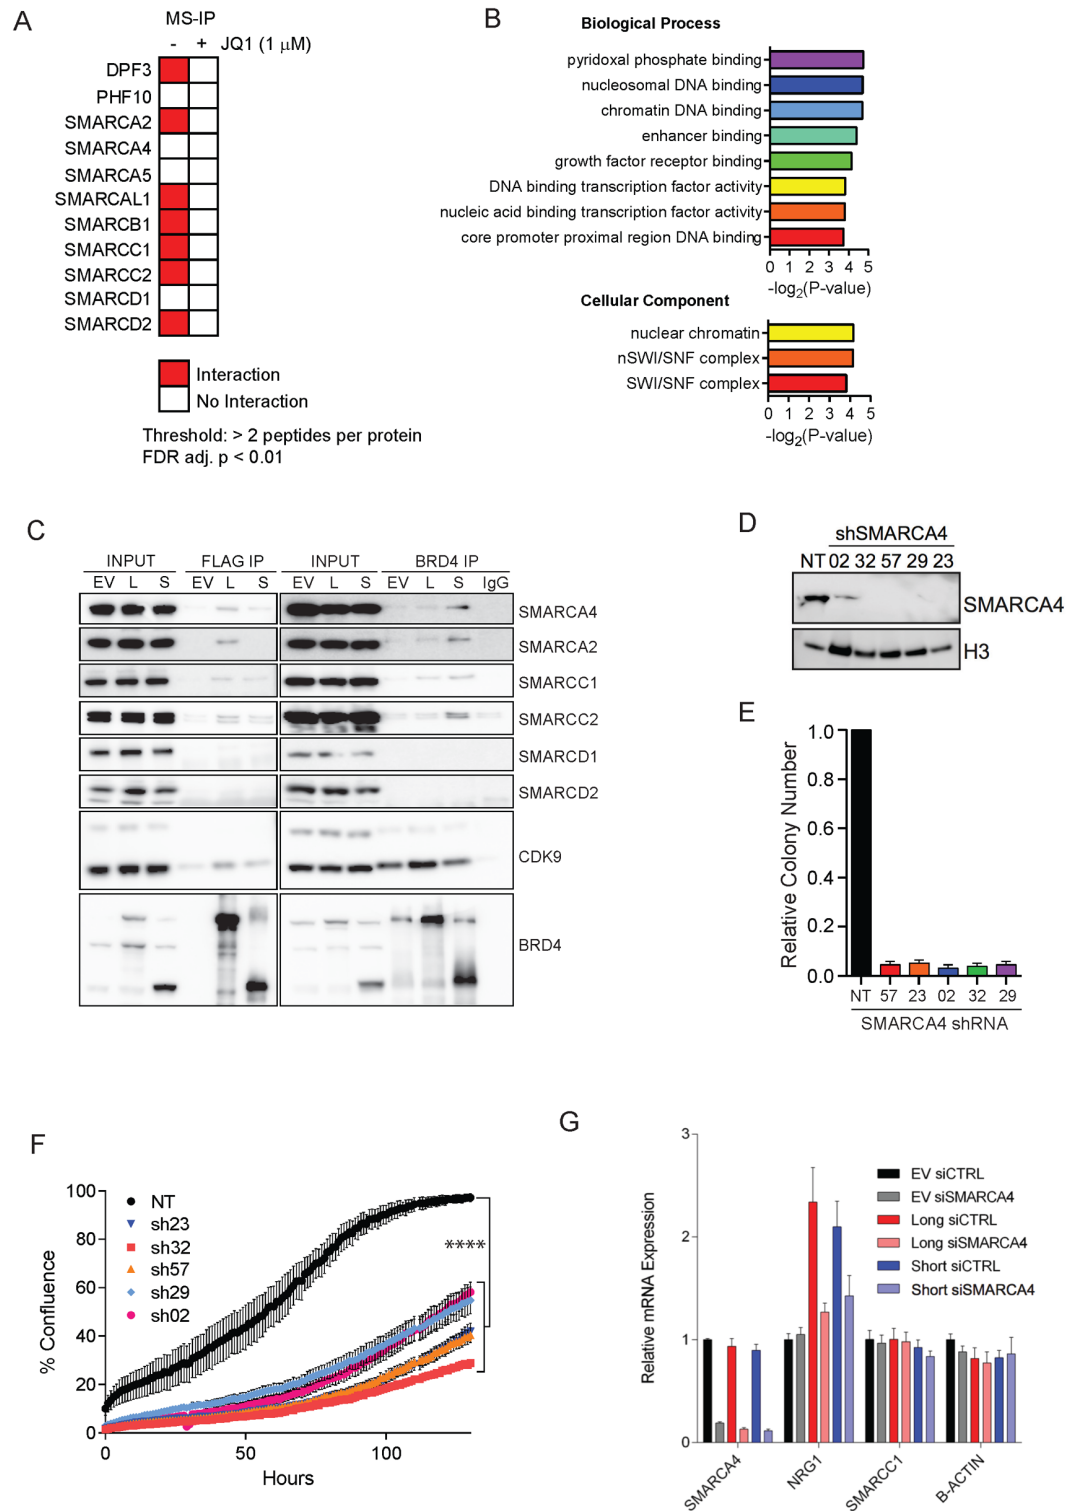 A
MS-IP
- + JQ1 (1 μM)
DPF3
PHF10
SMARCA2
SMARCA4
SMARCA5
SMARCAL1
SMARCB1
SMARCC1
SMARCC2
SMARCD1
SMARCD2
Interaction
No Interaction
Threshold: > 2 peptides per protein
FDR adj. p < 0.01
B
Biological Process
pyridoxal phosphate binding
nucleosomal DNA binding
chromatin DNA binding
enhancer binding
growth factor receptor binding
DNA binding transcription factor activity
nucleic acid binding transcription factor activity
core promoter proximal region DNA binding
0 1 2 3 4 5
-log2(P-value)
Cellular Component
nuclear chromatin
nSWI/SNF complex
SWI/SNF complex
0 1 2 3 4 5
-log2(P-value)
C
INPUT FLAG IP INPUT BRD4 IP
EV L S EV L S EV L S EV L S IgG
SMARCA4
SMARCA2
SMARCC1
SMARCC2
SMARCD1
SMARCD2
CDK9
BRD4
D
shSMARCA4
NT 02 32 57 29 23
SMARCA4
H3
E
Relative Colony Number
1.0
0.8
0.6
0.4
0.2
0.0
NT 57 23 02 32 29
SMARCA4 shRNA
F
% Confluence
100
80
60
40
20
0
NT
sh23
sh32
sh57
sh29
sh02
****
0 50 100
Hours
G
Relative mRNA Expression
3
2
1
0
EV siCTRL
EV siSMARCA4
Long siCTRL
Long siSMARCA4
Short siCTRL
Short siSMARCA4
SMARCA4 NRG1 SMARCC1 B-ACTIN